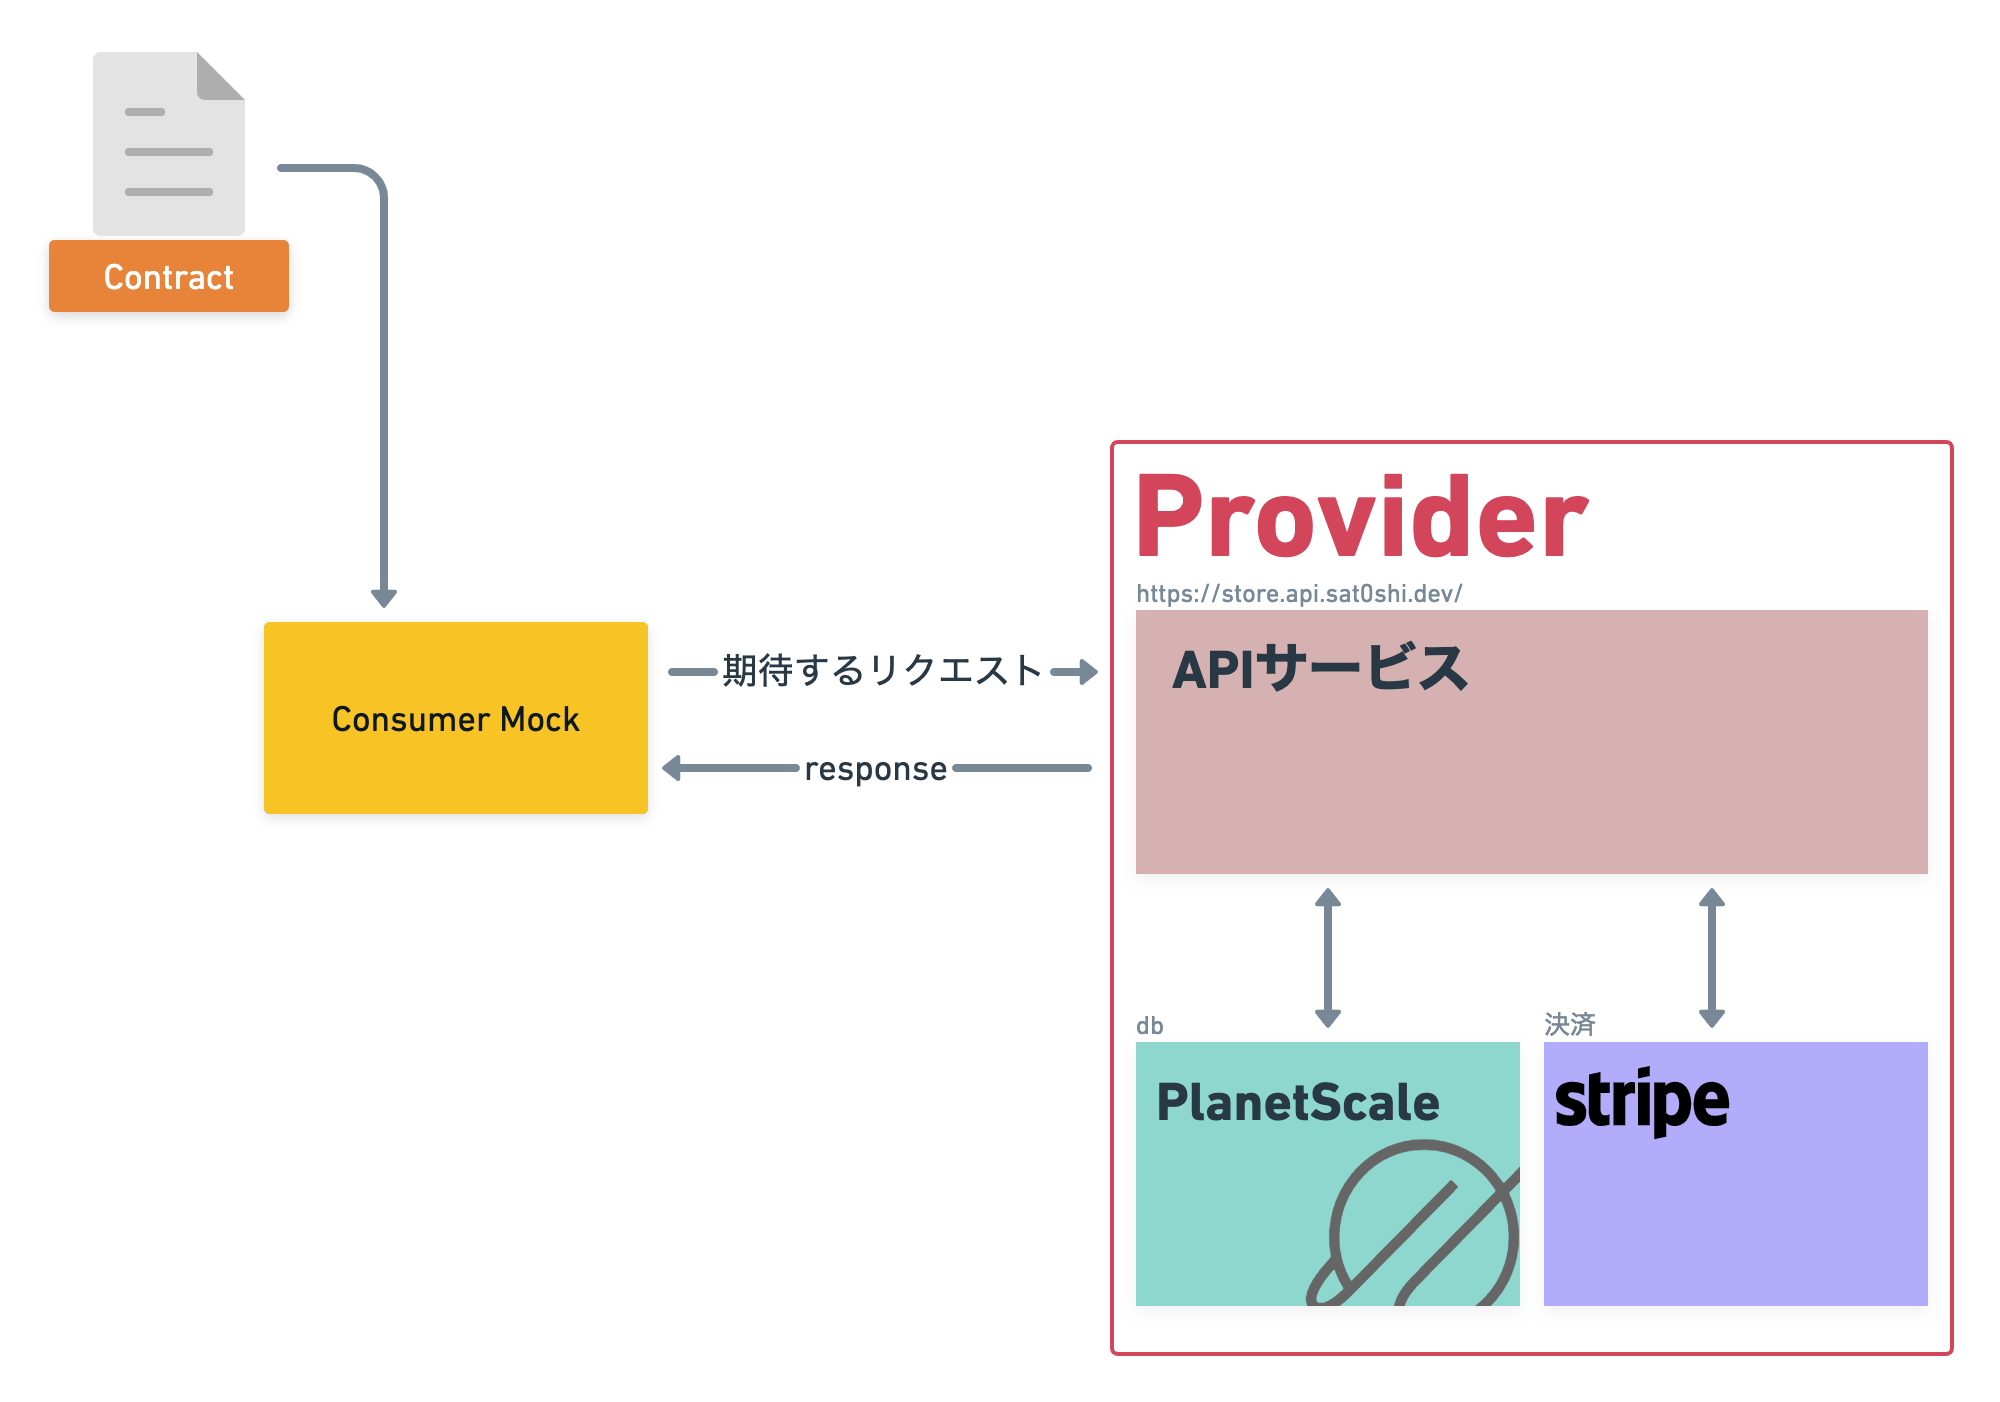 Contract
Provider
https://store.api.sat0shi.dev/
APIサービス
期待するリクエスト
Consumer Mock
response
db
決済
PlanetScale
stripe